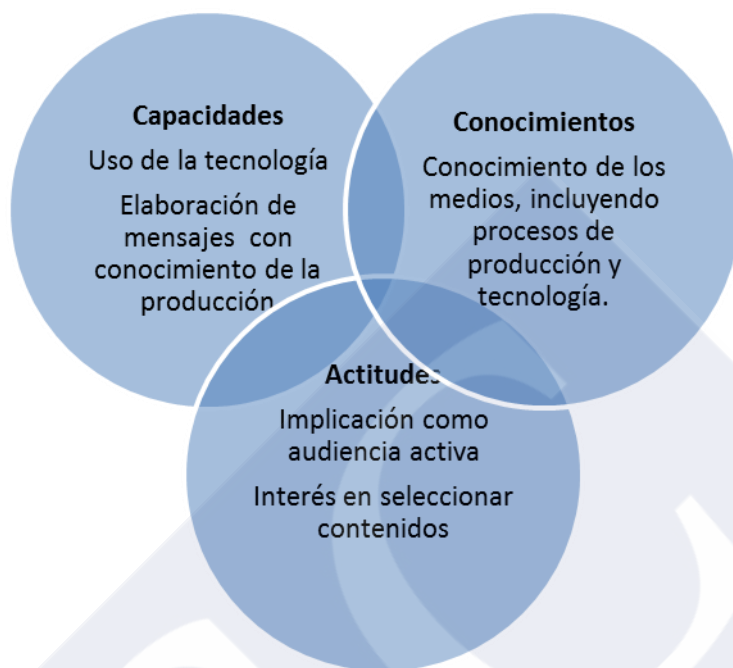 Capacidades
Uso de la tecnología
Elaboración de
mensajes con
conocimiento de la
producción
Conocimientos
Conocimiento de los
medios, incluyendo
procesos de
producción y
tecnología.
Actitudes
Implicación como
audiencia activa
Interés en seleccionar
contenidos